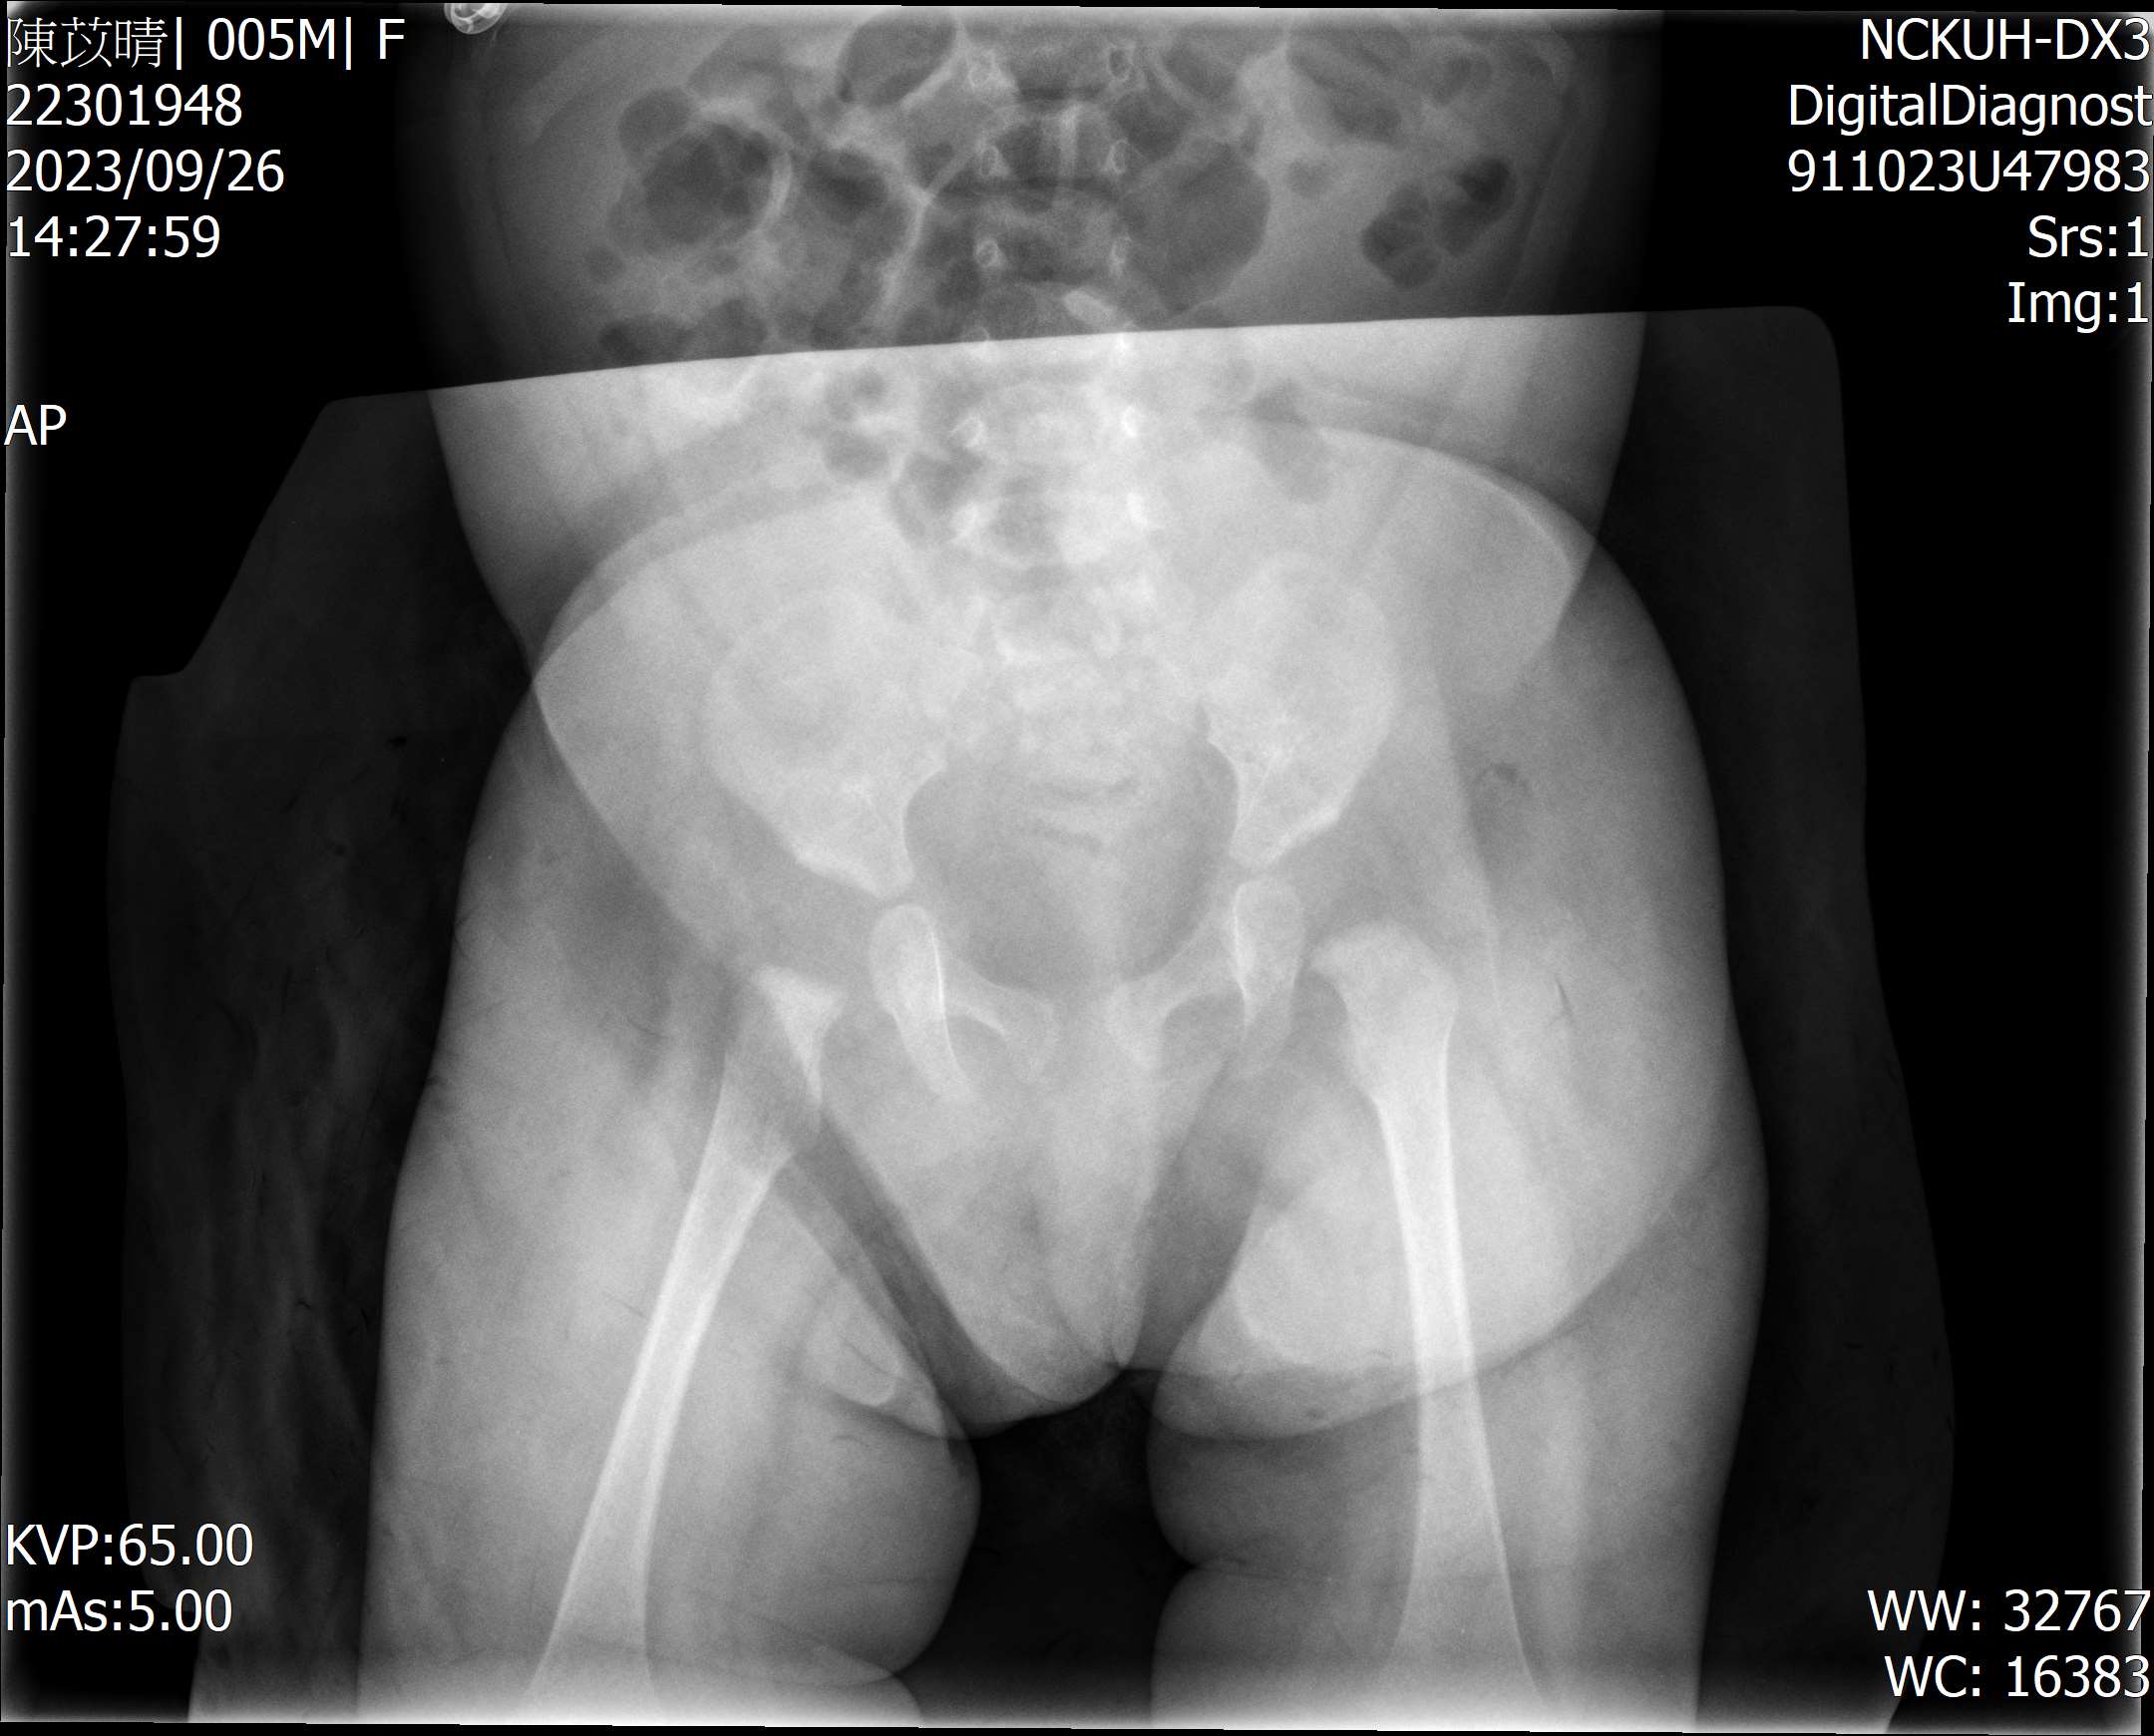 陳苡晴| 005M| F
22301948
2023/09/26
14:27:59
AP
KVP:65.00
mAs:5.00
NCKUH-DX3
DigitalDiagnost
911023U47983
Srs:1
Img:1
WW: 32767
WC: 16383